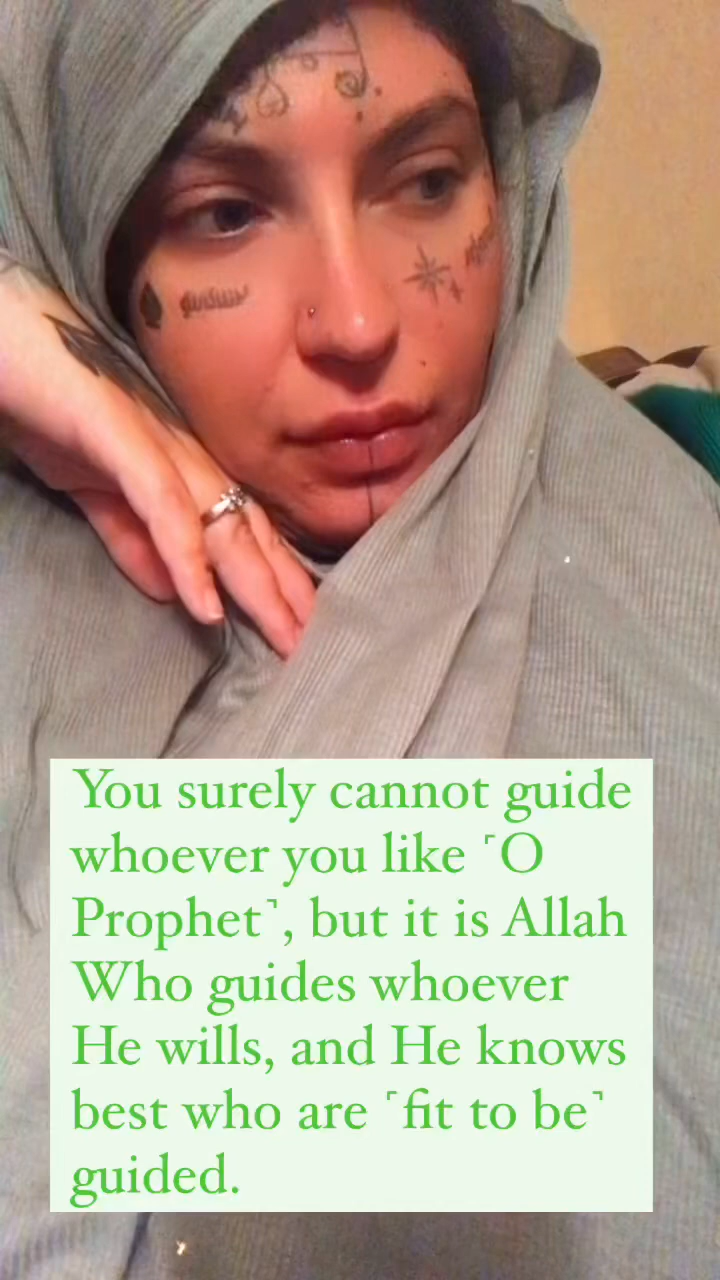 You surely cannot guide
whoever you like ˹O
Prophet˺, but it is Allah
Who guides whoever
He wills, and He knows
best who are ˹fit to be˺
guided.